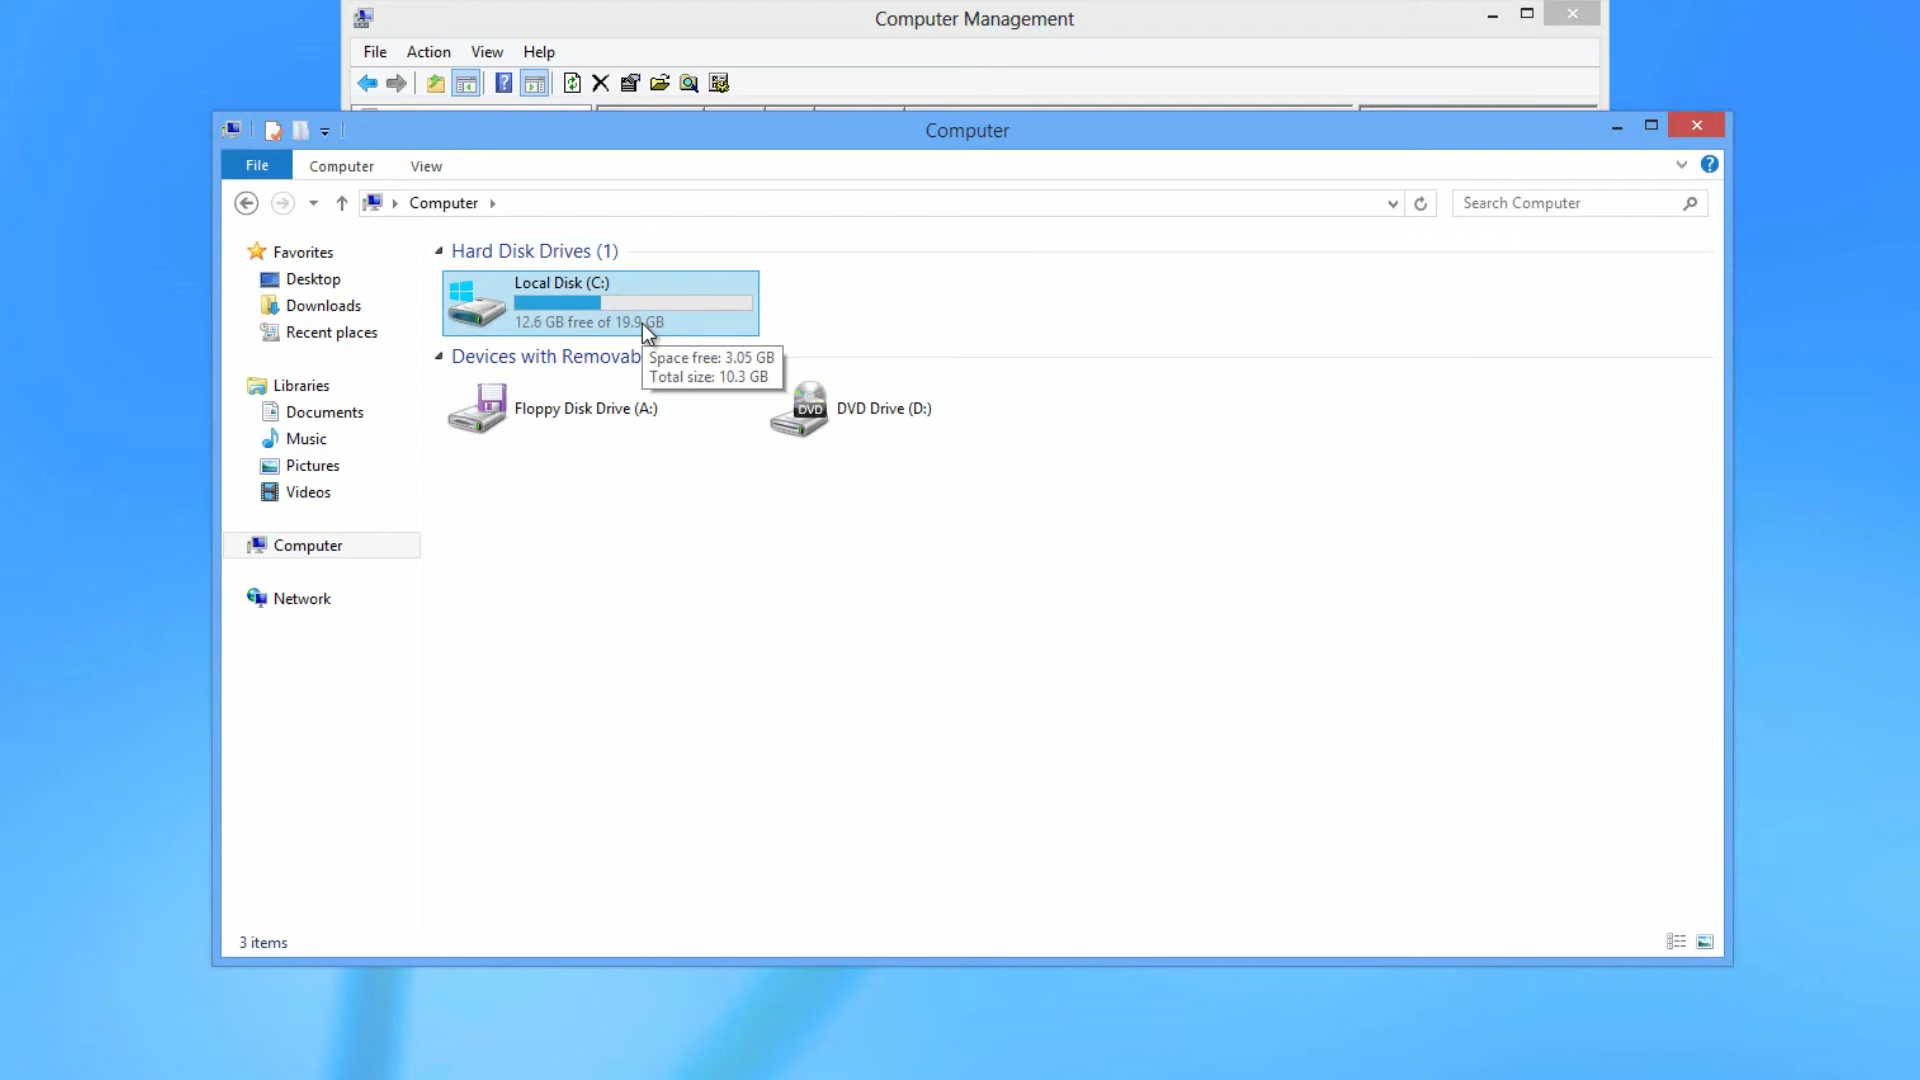 Computer Management
File Action View Help
Computer
File Computer View
Computer
Search Computer
Favorites
Desktop
Downloads
Recent places
Libraries
Documents
Music
Pictures
Videos
Computer
Network
Hard Disk Drives (1)
Local Disk (C:)
12.6 GB free of 19.9 GB
Devices with Removab
Space free: 3.05 GB
Total size: 10.3 GB
Floppy Disk Drive (A:)
DVD
DVD Drive (D:)
3 items